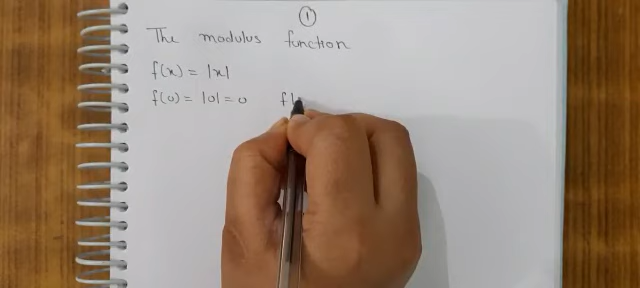 ①
The modulus function
f(x) = |x|
f(0) = |0| = 0 f